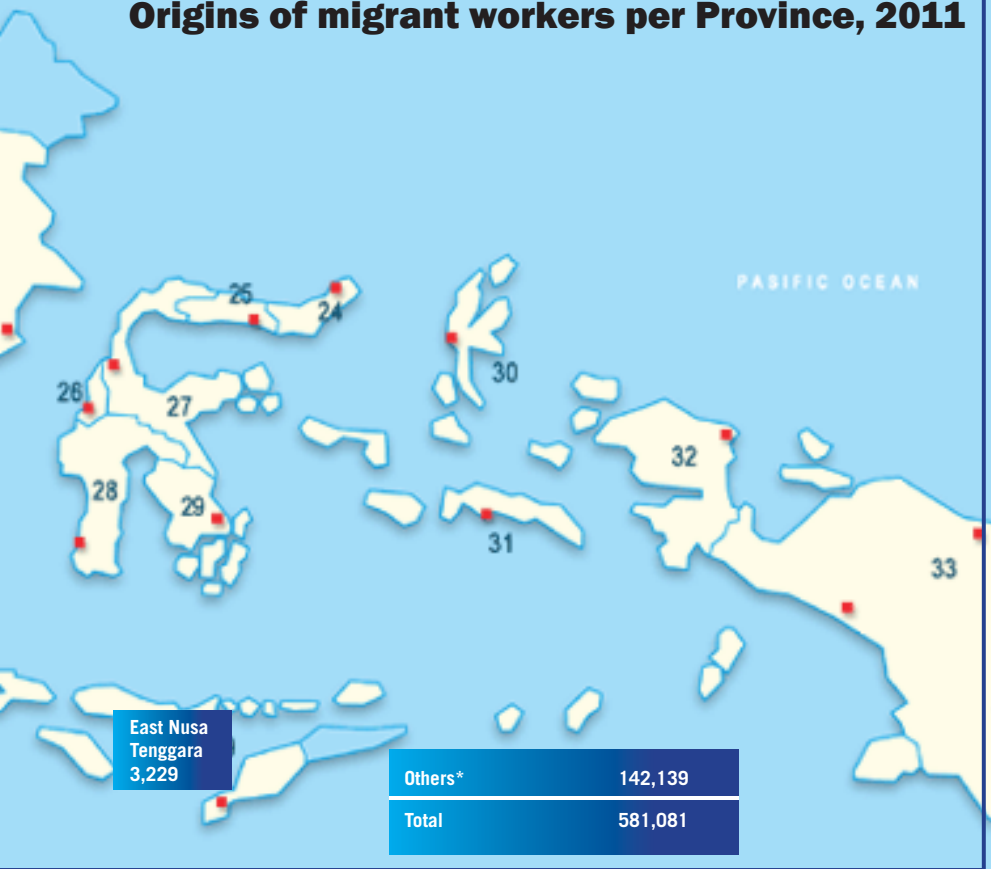 Origins of migrant workers per Province, 2011
PASIFIC OCEAN
25
24
26
27
30
32
28
29
31
33
East Nusa
Tenggara
3,229
Others* 142,139
Total 581,081